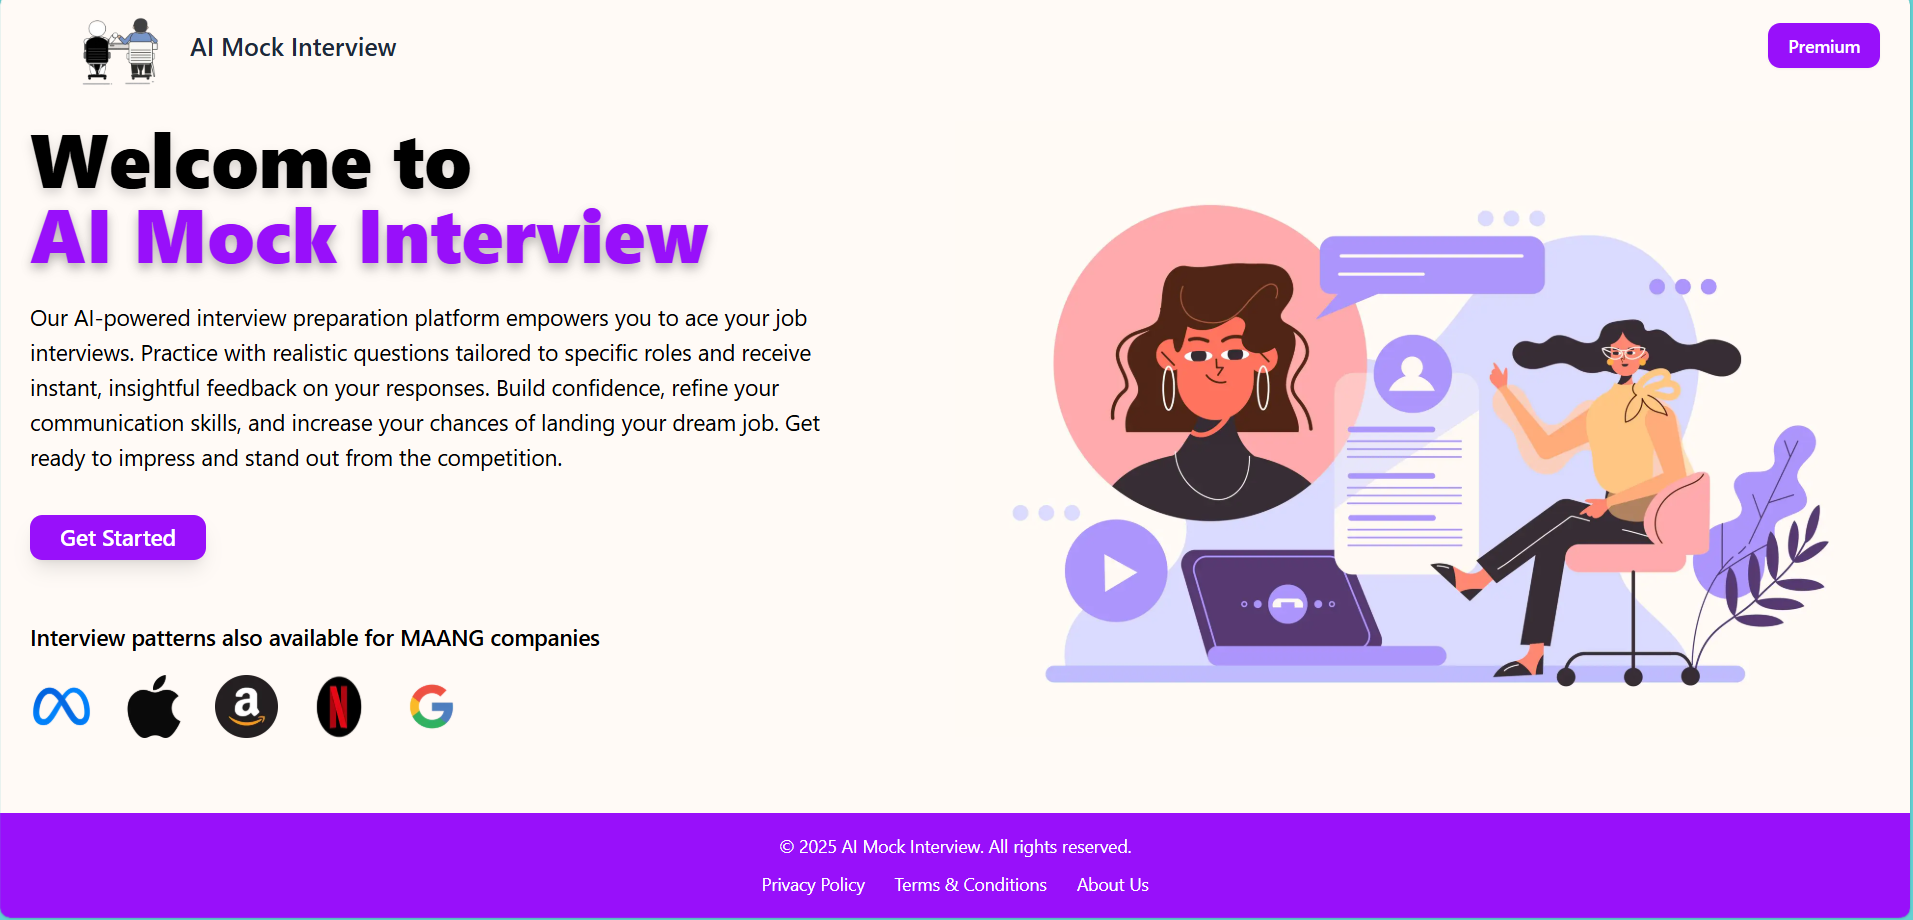 AI Mock Interview
Premium
Welcome to
AI Mock Interview
Our AI-powered interview preparation platform empowers you to ace your job
interviews. Practice with realistic questions tailored to specific roles and receive
instant, insightful feedback on your responses. Build confidence, refine your
communication skills, and increase your chances of landing your dream job. Get
ready to impress and stand out from the competition.
Get Started
Interview patterns also available for MAANG companies
a
N
G
© 2025 AI Mock Interview. All rights reserved.
Privacy Policy Terms & Conditions About Us